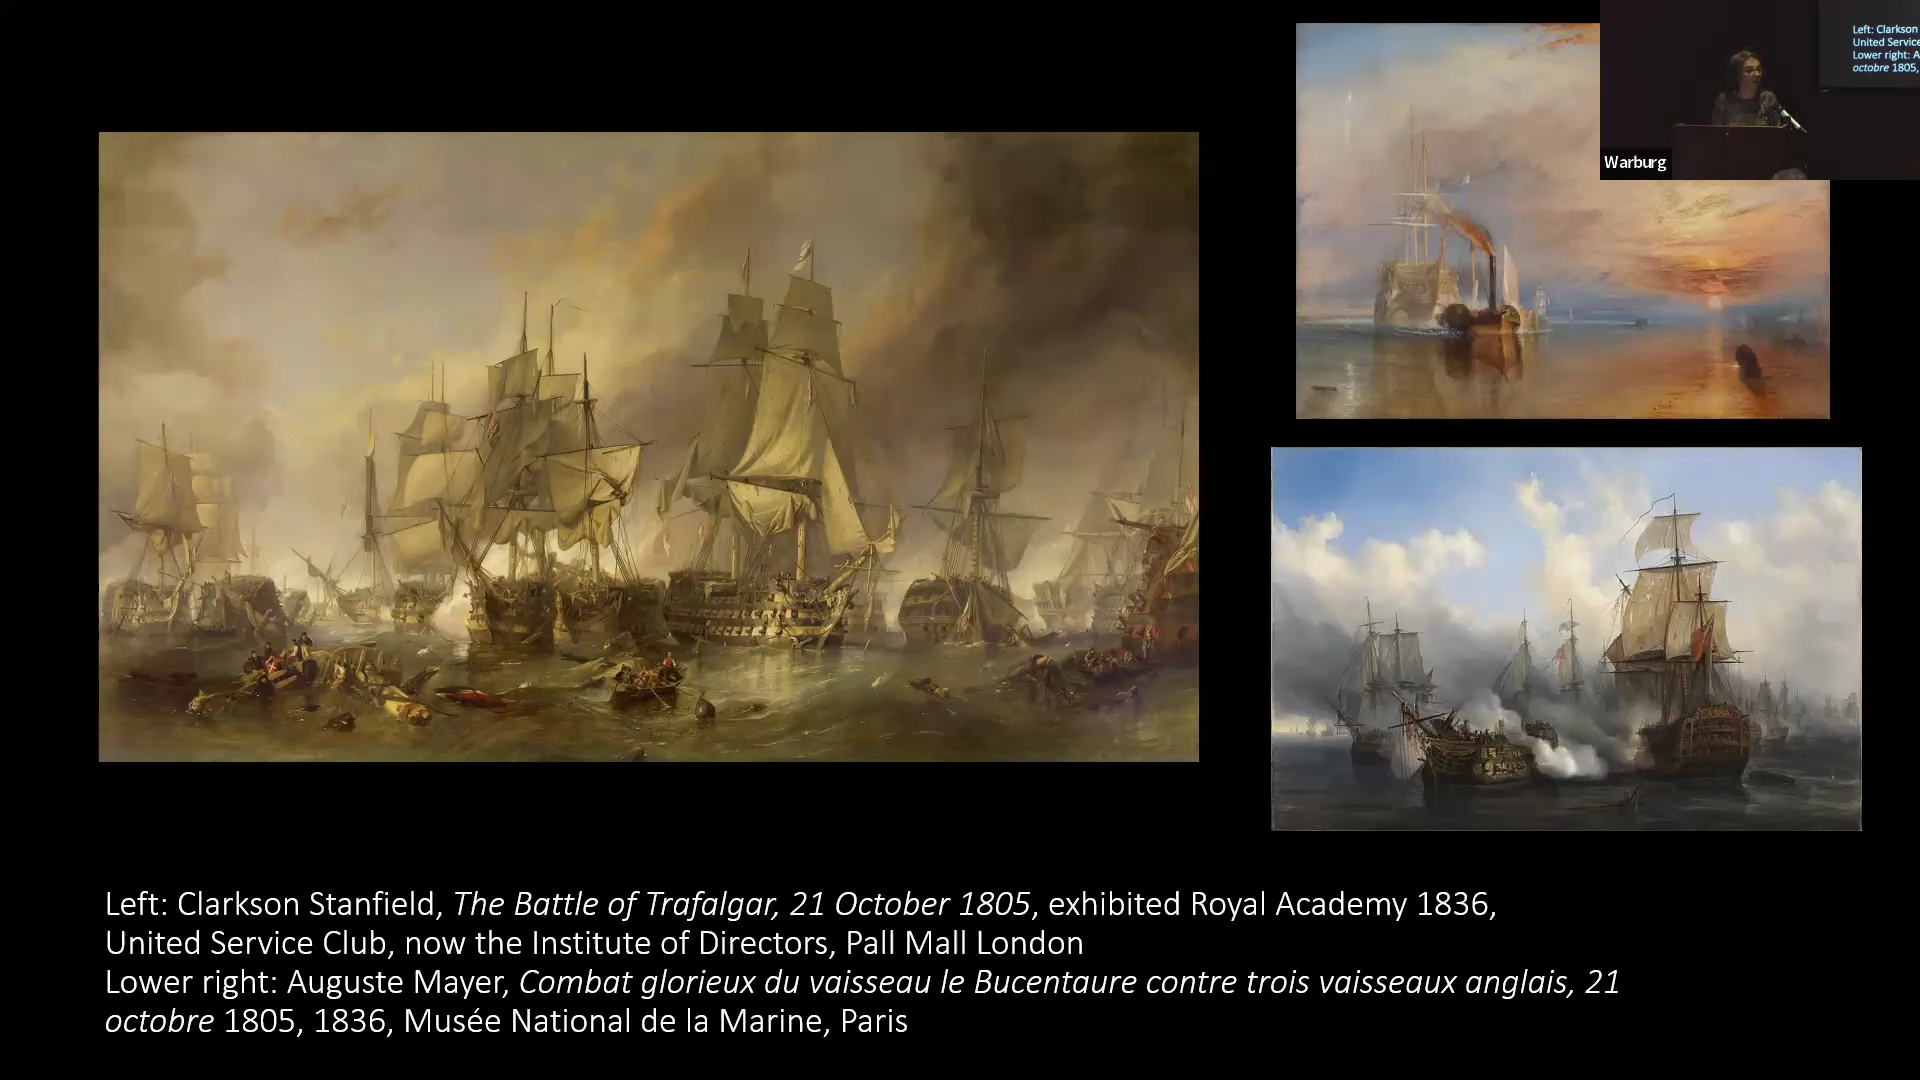 Left: Clarkson
United Service
Lower right: A
octobre 1805,
Warburg
Left: Clarkson Stanfield, The Battle of Trafalgar, 21 October 1805, exhibited Royal Academy 1836,
United Service Club, now the Institute of Directors, Pall Mall London
Lower right: Auguste Mayer, Combat glorieux du vaisseau le Bucentaure contre trois vaisseaux anglais, 21
octobre 1805, 1836, Musée National de la Marine, Paris